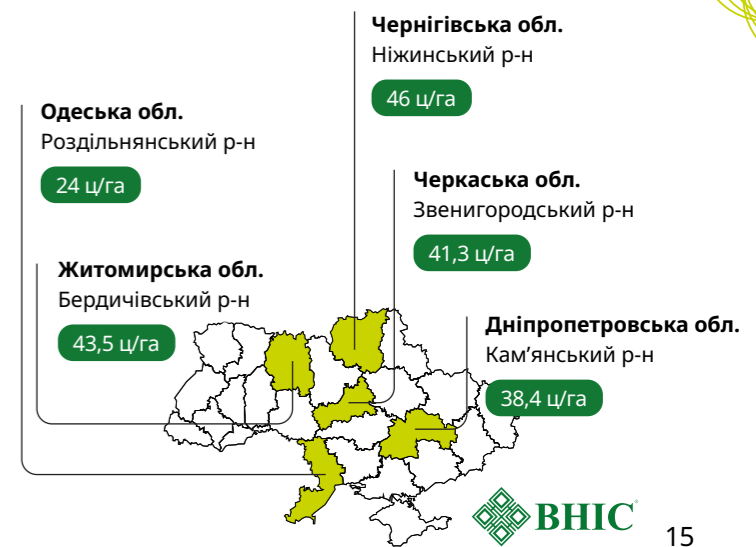 Чернігівська обл.
Ніжинський р-н
46 ц/га
Одеська обл.
Роздільнянський р-н
24 ц/га
Черкаська обл.
Звенигородський р-н
41,3 ц/га
Житомирська обл.
Бердичівський р-н
43,5 ц/га
Дніпропетровська обл.
Кам’янський р-н
38,4 ц/га
ВНІС
15